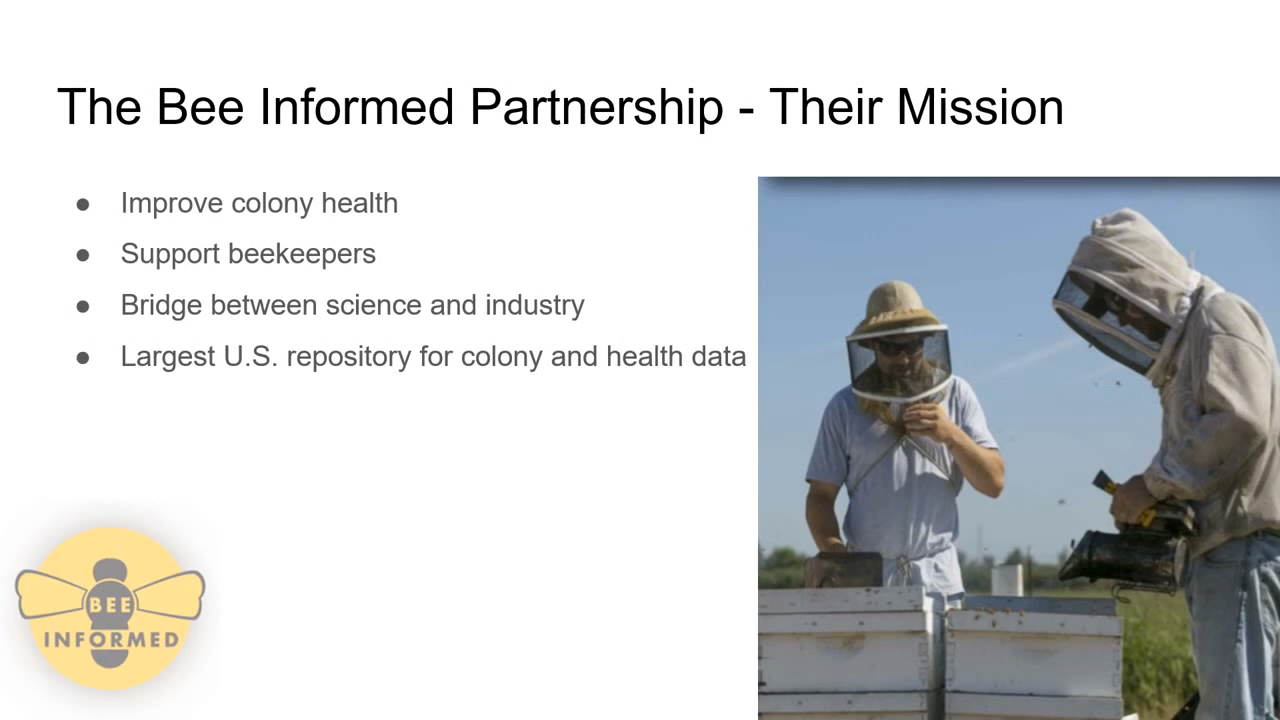 The Bee Informed Partnership - Their Mission
● Improve colony health
● Support beekeepers
● Bridge between science and industry
● Largest U.S. repository for colony and health data
BEE
INFORMED